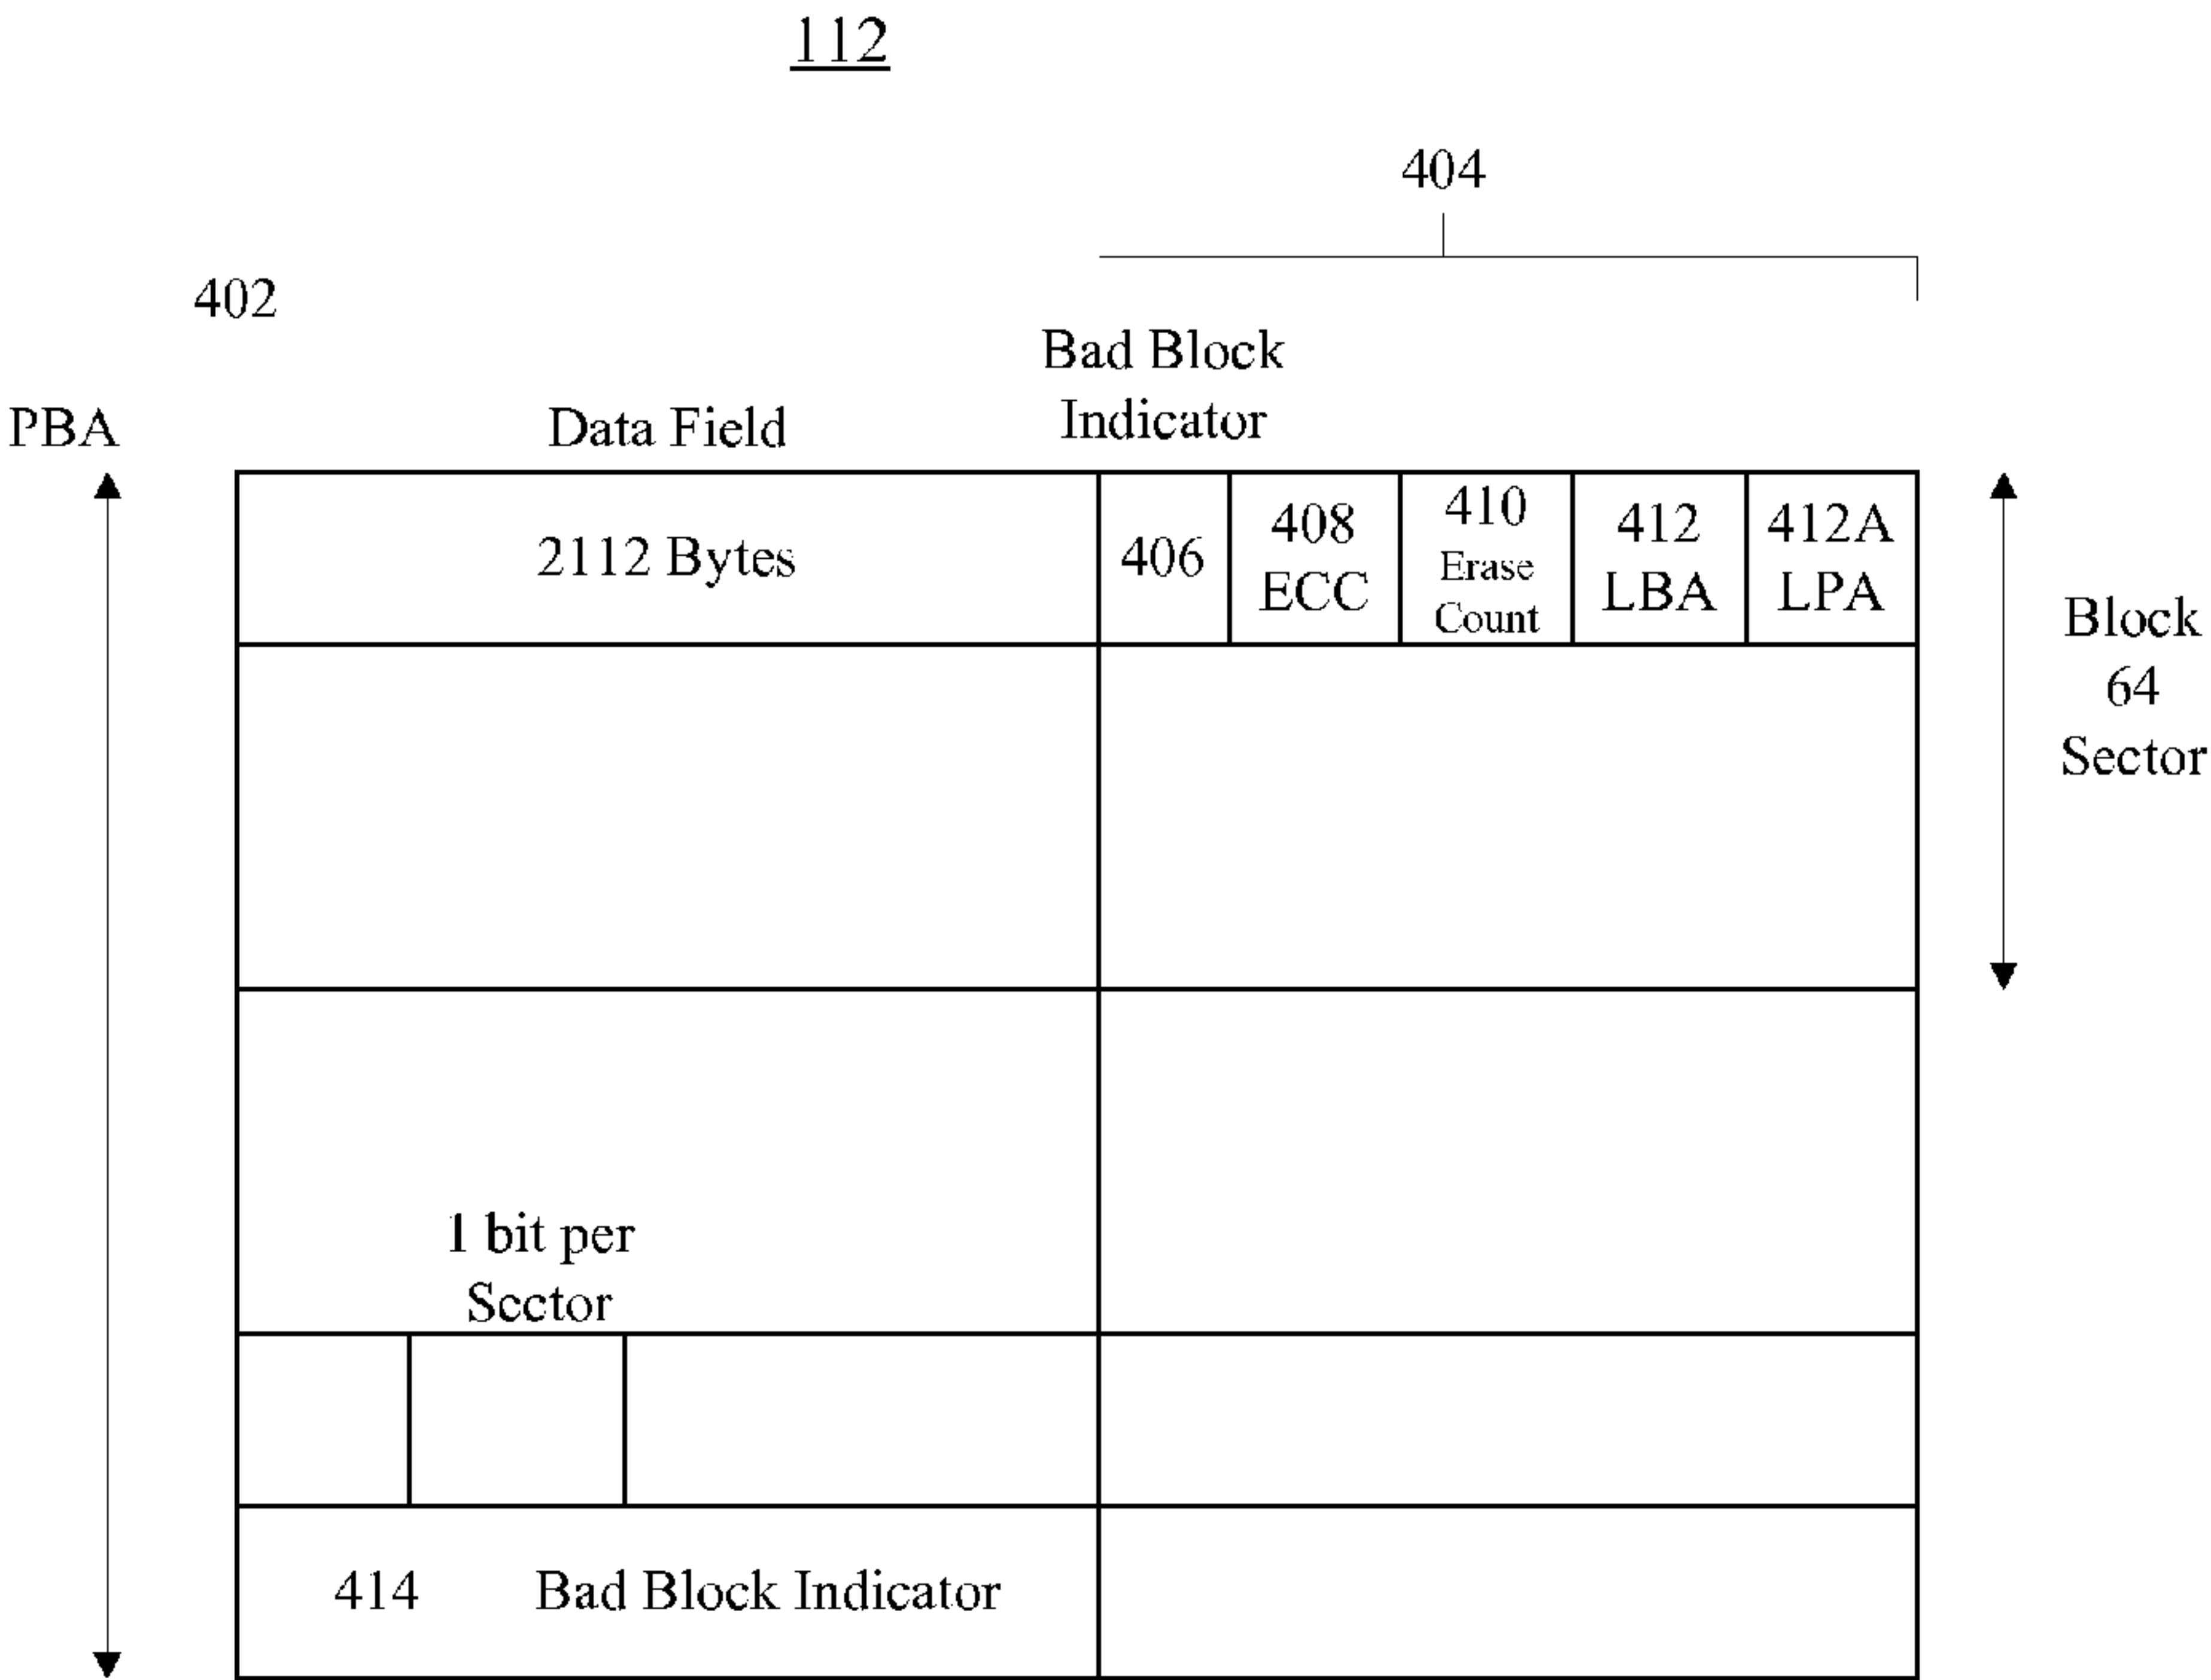 112
404
402
Bad Block
Indicator
PBA
Data Field
2112 Bytes
406
408
ECC
410
Erase
Count
412
LBA
412A
LPA
Block
64
Sector
1 bit per
Scctor
414
Bad Block Indicator